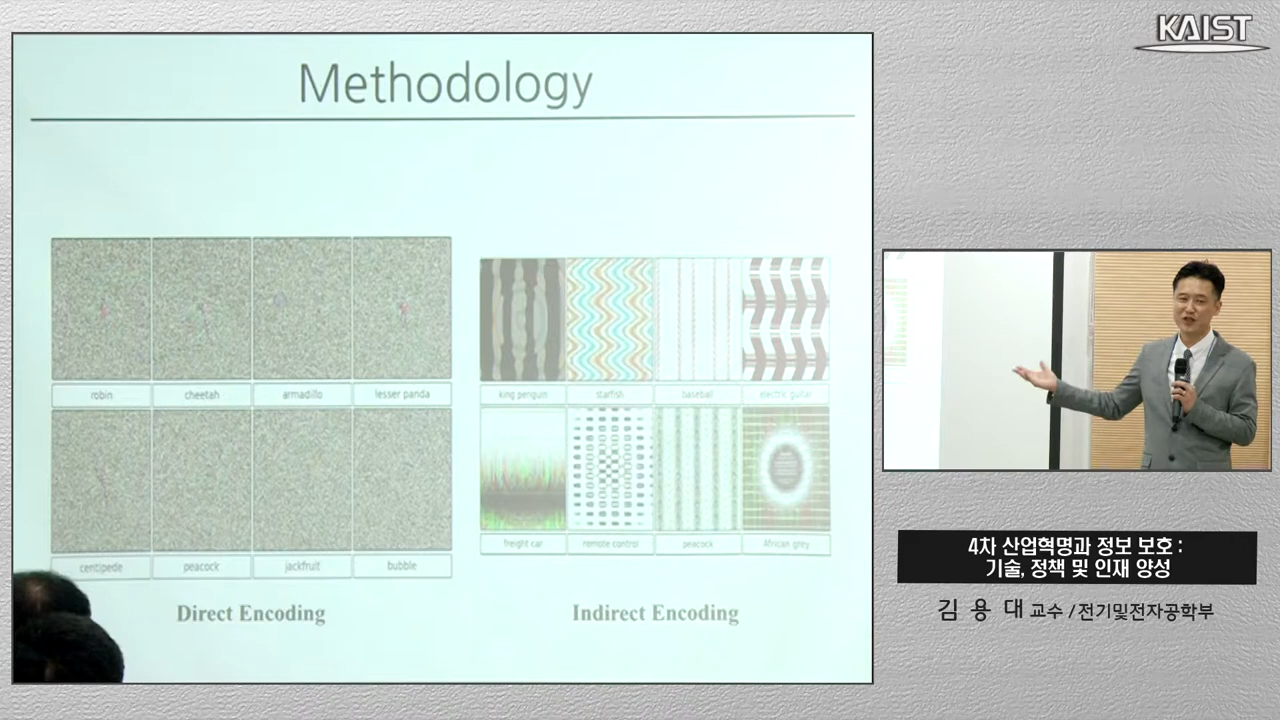 KAIST
Methodology
robin
cheetah
armadillo
lesser panda
centipede
peacock
jackfruit
bubble
Direct Encoding
king penguin
starfish
baseball
electric guitar
freight car
remote control
peacock
African grey
Indirect Encoding
4차 산업혁명과 정보 보호 :
기술, 정책 및 인재 양성
김 용 대 교수 / 전기및전자공학부